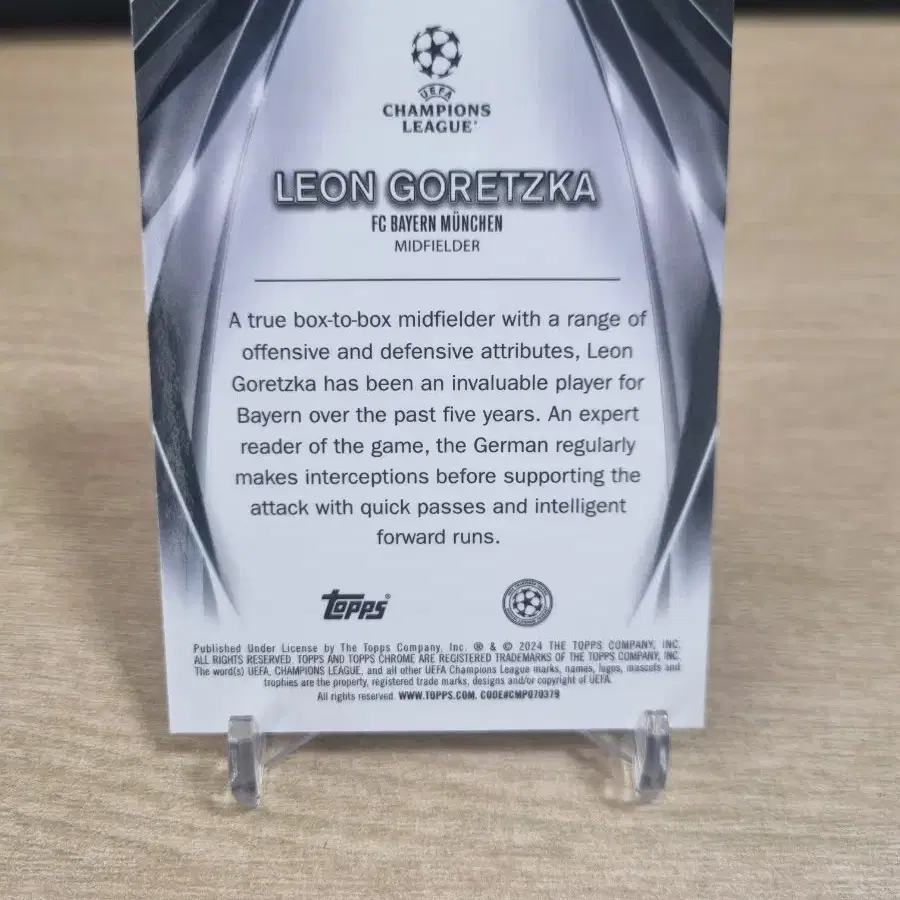 UEFA
CHAMPIONS
LEAGUE
LEON GORETZKA
FC BAYERN MÜNCHEN
MIDFIELDER
A true box-to-box midfielder with a range of
offensive and defensive attributes, Leon
Goretzka has been an invaluable player for
Bayern over the past five years. An expert
reader of the game, the German regularly
makes interceptions before supporting the
attack with quick passes and intelligent
forward runs.
Topps®
Published Under License by The Topps Company, Inc. ® & © 2024 THE TOPPS COMPANY, INC.
ALL RIGHTS RESERVED. TOPPS AND TOPPS CHROME ARE REGISTERED TRADEMARKS OF THE TOPPS COMPANY, INC.
The word(s) UEFA, CHAMPIONS LEAGUE, and all other UEFA Champions League marks, names, logos, mascots and
trophies are the property, registered trade marks, designs and/or copyright of UEFA.
All rights reserved. WWW.TOPPS.COM. CODE#CMP070379